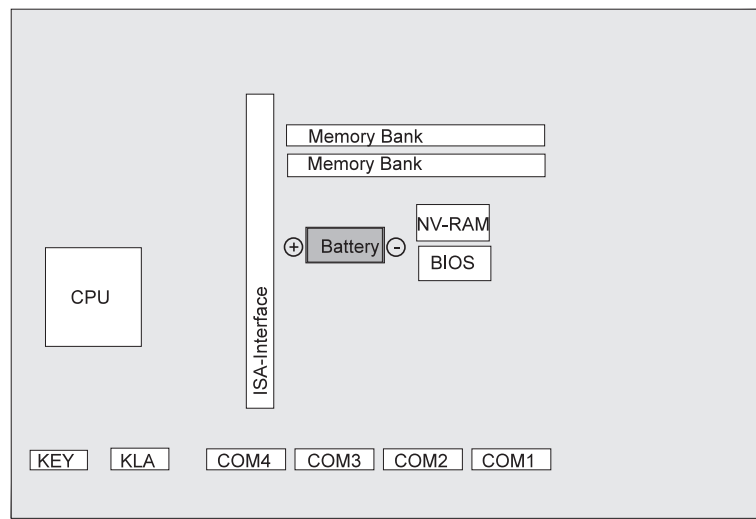 Memory Bank
Memory Bank
NV-RAM
+ Battery -
BIOS
CPU
ISA-Interface
KEY KLA COM4 COM3 COM2 COM1